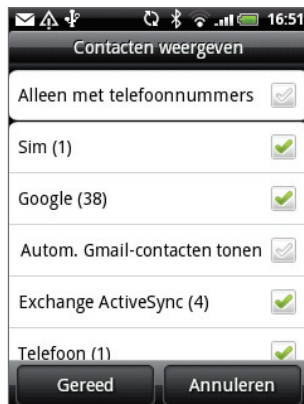 16:51
Contacten weergeven
Alleen met telefoonnummers
Sim (1)
Google (38)
Autom. Gmail-contacten tonen
Exchange ActiveSync (4)
Telefoon (1)
Gereed
Annuleren